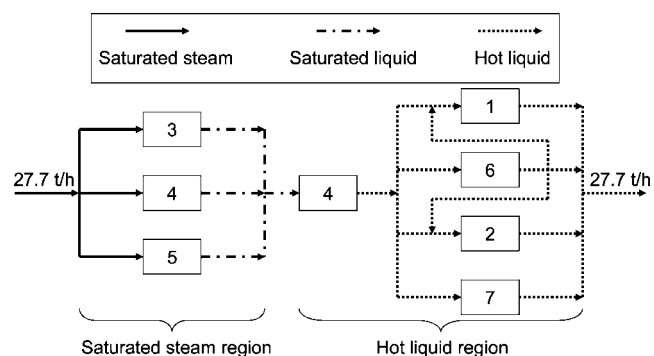 Saturated steam Saturated liquid Hot liquid
1
3
27.7 t/h 4 4 6 27.7 t/h
2
5
7
Saturated steam region Hot liquid region